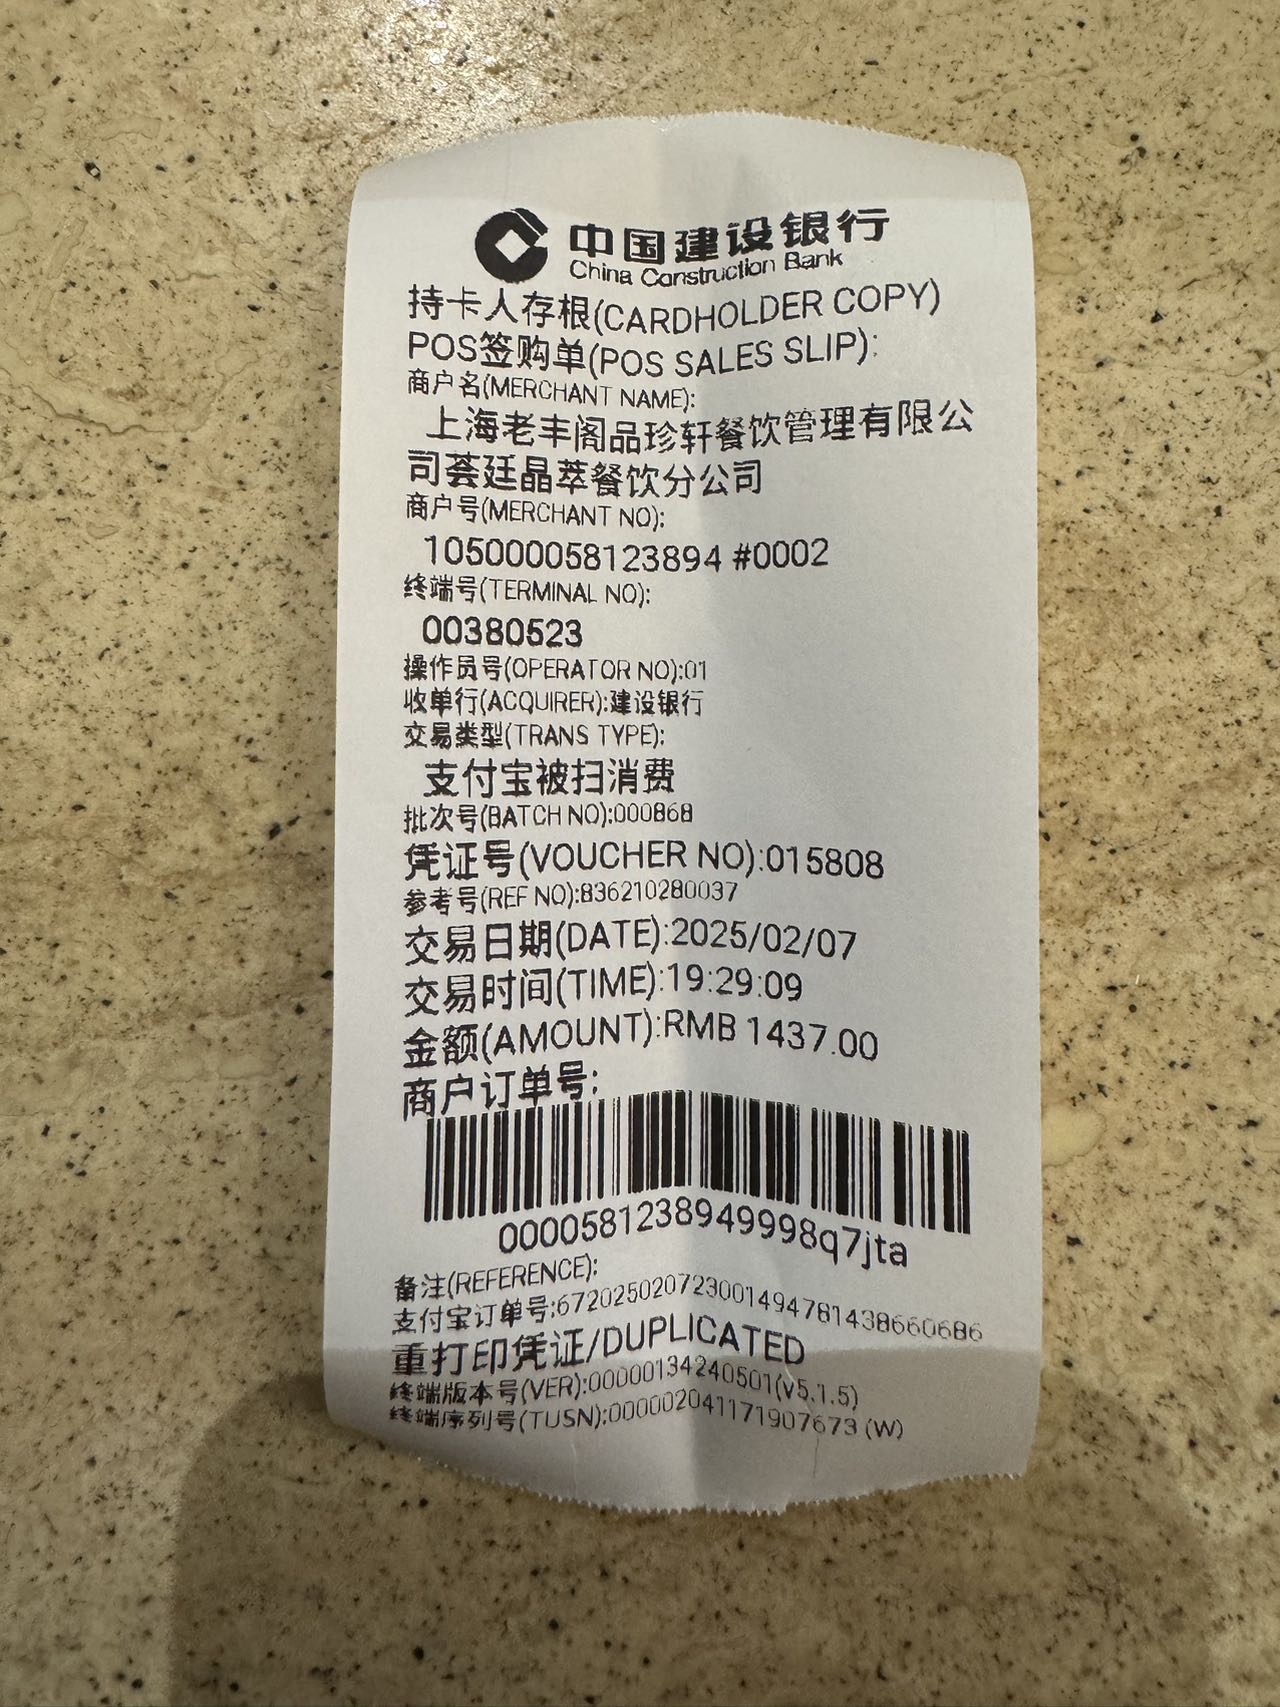 中国建设银行
China Construction Bank
持卡人存根(CARDHOLDER COPY)
POS签购单(POS SALES SLIP):
商户名(MERCHANT NAME):
上海老丰阁品珍轩餐饮管理有限公
司荟廷晶萃餐饮分公司
商户号(MERCHANT NO):
105000058123894 #0002
终端号(TERMINAL NO):
00380523
操作员号(OPERATOR NO):01
收单行(ACQUIRER):建设银行
交易类型(TRANS TYPE):
支付宝被扫消费
批次号(BATCH NO):000868
凭证号(VOUCHER NO):015808
参考号(REF NO):836210280037
交易日期(DATE):2025/02/07
交易时间(TIME):19:29:09
金额(AMOUNT):RMB 1437.00
商户订单号:
0000581238949998q7jta
备注(REFERENCE):
支付宝订单号:672025020723001494781438660686
重打印凭证/DUPLICATED
终端版本号(VER):00000134240501(v5.1.5)
终端序列号(TUSN):000002041171907673 (W)